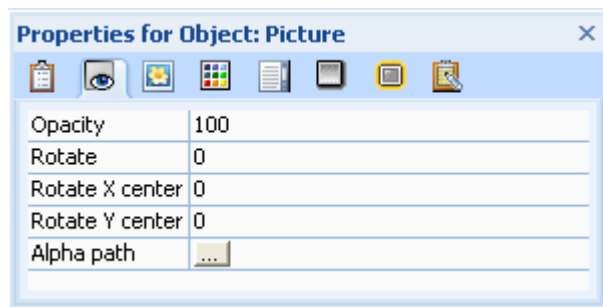 Properties for Object: Picture
Opacity 100
Rotate 0
Rotate X center 0
Rotate Y center 0
Alpha path ...